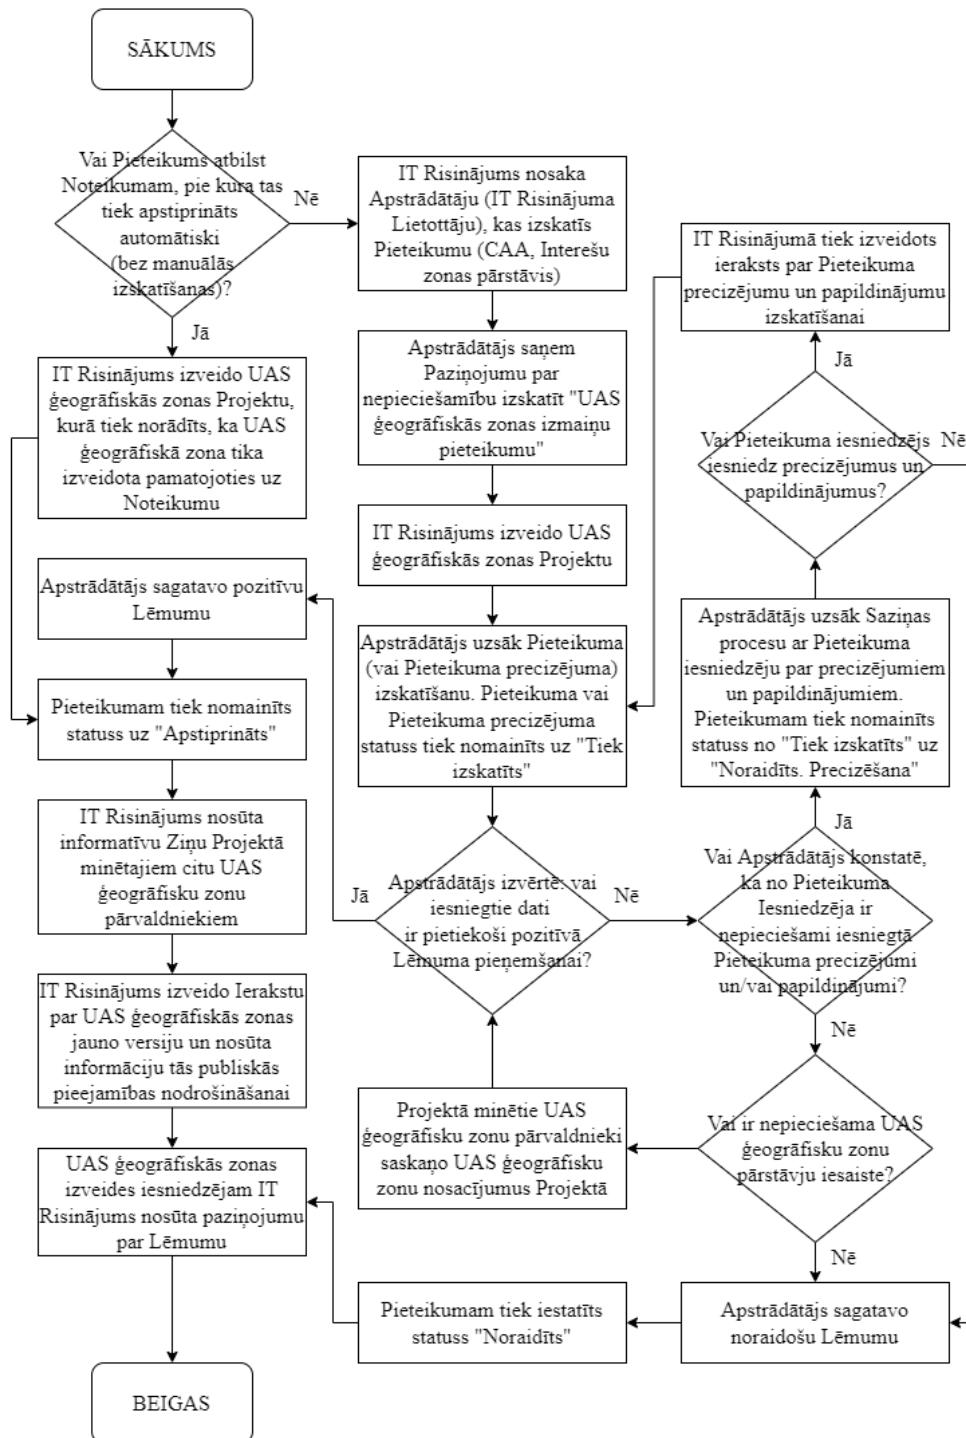 SĀKUMS
Vai Pieteikums atbilst
Noteikumam, pie kura tas
tiek apstiprināts
automātiski
(bez manuālās
izskatīšanas)?
Nē
Jā
IT Risinājums nosaka
Apstrādātāju (IT Risinājuma
Lietottāju), kas izskatīs
Pieteikumu (CAA, Interešu
zonas pārstāvis)
IT Risinājumā tiek izveidots
ieraksts par Pieteikuma
precizējumu un papildinājumu
izskatīšanai
Jā
IT Risinājums izveido UAS
ģeogrāfiskās zonas Projektu,
kurā tiek norādīts, ka UAS
ģeogrāfiskā zona tika
izveidota pamatojoties uz
Noteikumu
Apstrādātājs saņem
Paziņojumu par
nepieciešamību izskatīt "UAS
ģeogrāfiskās zonas izmaiņu
pieteikumu"
Vai Pieteikuma iesniedzējs
iesniedz precizējumus un
papildinājumus?
Nē
IT Risinājums izveido UAS
ģeogrāfiskās zonas Projektu
Apstrādātājs sagatavo pozitīvu
Lēmumu
Apstrādātājs uzsāk Pieteikuma
(vai Pieteikuma precizējuma)
izskatīšanu. Pieteikuma vai
Pieteikuma precizējuma
statuss tiek nomainīts uz "Tiek
izskatīts"
Apstrādātājs uzsāk Saziņas
procesu ar Pieteikuma
iesniedzēju par precizējumiem
un papildinājumiem.
Pieteikumam tiek nomainīts
statuss no "Tiek izskatīts" uz
"Noraidīts. Precizēšana"
Pieteikumam tiek nomainīts
statuss uz "Apstiprināts"
IT Risinājums nosūta
informatīvu Ziņu Projektā
minētajiem citu UAS
ģeogrāfisku zonu
pārvaldniekiem
Jā
Apstrādātājs izvērtē: vai
iesniegtie dati
ir pietiekoši pozitīvā
Lēmuma pieņemšanai?
Nē
Jā
Vai Apstrādātājs konstatē,
ka no Pieteikuma
Iesniedzēja ir
nepieciešami iesniegtā
Pieteikuma precizējumi
un/vai papildinājumi?
Nē
IT Risinājums izveido Ierakstu
par UAS ģeogrāfiskās zonas
jauno versiju un nosūta
informāciju tās publiskās
pieejamības nodrošināšanai
Projektā minētie UAS
ģeogrāfisku zonu pārvaldnieki
saskaņo UAS ģeogrāfisku
zonu nosacījumus Projektā
Vai ir nepieciešama UAS
ģeogrāfisku zonu
pārstāvju iesaiste?
Nē
UAS ģeogrāfiskās zonas
izveides iesniedzējam IT
Risinājums nosūta paziņojumu
par Lēmumu
Pieteikumam tiek iestatīts
statuss "Noraidīts"
Apstrādātājs sagatavo
noraidošu Lēmumu
BEIGAS